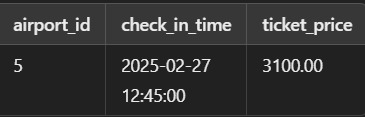 airport_id check_in_time ticket_price
5 2025-02-27 3100.00
12:45:00